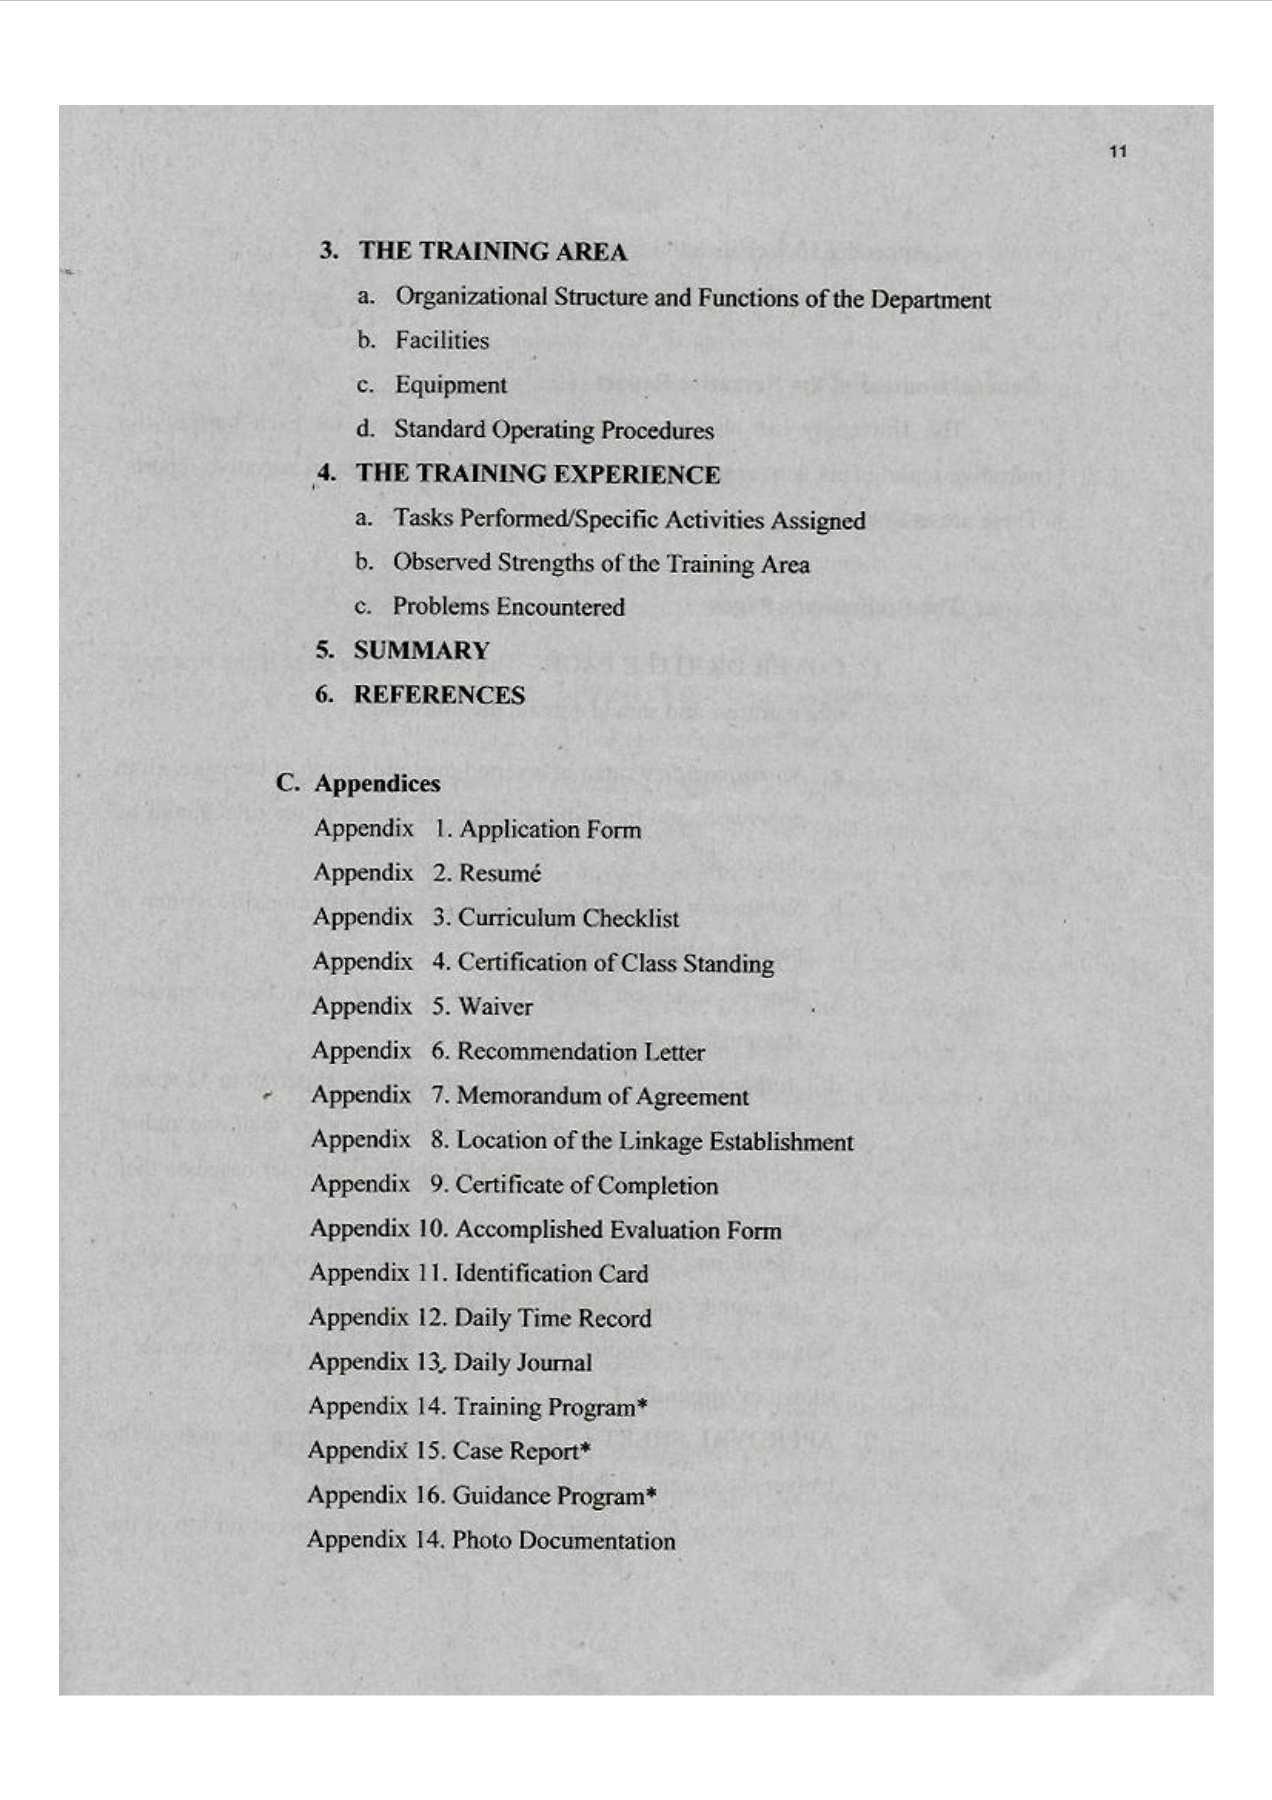 11
3. THE TRAINING AREA
a. Organizational Structure and Functions of the Department
b. Facilities
c. Equipment
d. Standard Operating Procedures
4. THE TRAINING EXPERIENCE
a. Tasks Performed/Specific Activities Assigned
b. Observed Strengths of the Training Area
c. Problems Encountered
5. SUMMARY
6. REFERENCES
C. Appendices
Appendix 1. Application Form
Appendix 2. Resumé
Appendix 3. Curriculum Checklist
Appendix 4. Certification of Class Standing
Appendix 5. Waiver
Appendix 6. Recommendation Letter
Appendix 7. Memorandum of Agreement
Appendix 8. Location of the Linkage Establishment
Appendix 9. Certificate of Completion
Appendix 10. Accomplished Evaluation Form
Appendix 11. Identification Card
Appendix 12. Daily Time Record
Appendix 13. Daily Journal
Appendix 14. Training Program*
Appendix 15. Case Report*
Appendix 16. Guidance Program*
Appendix 14. Photo Documentation